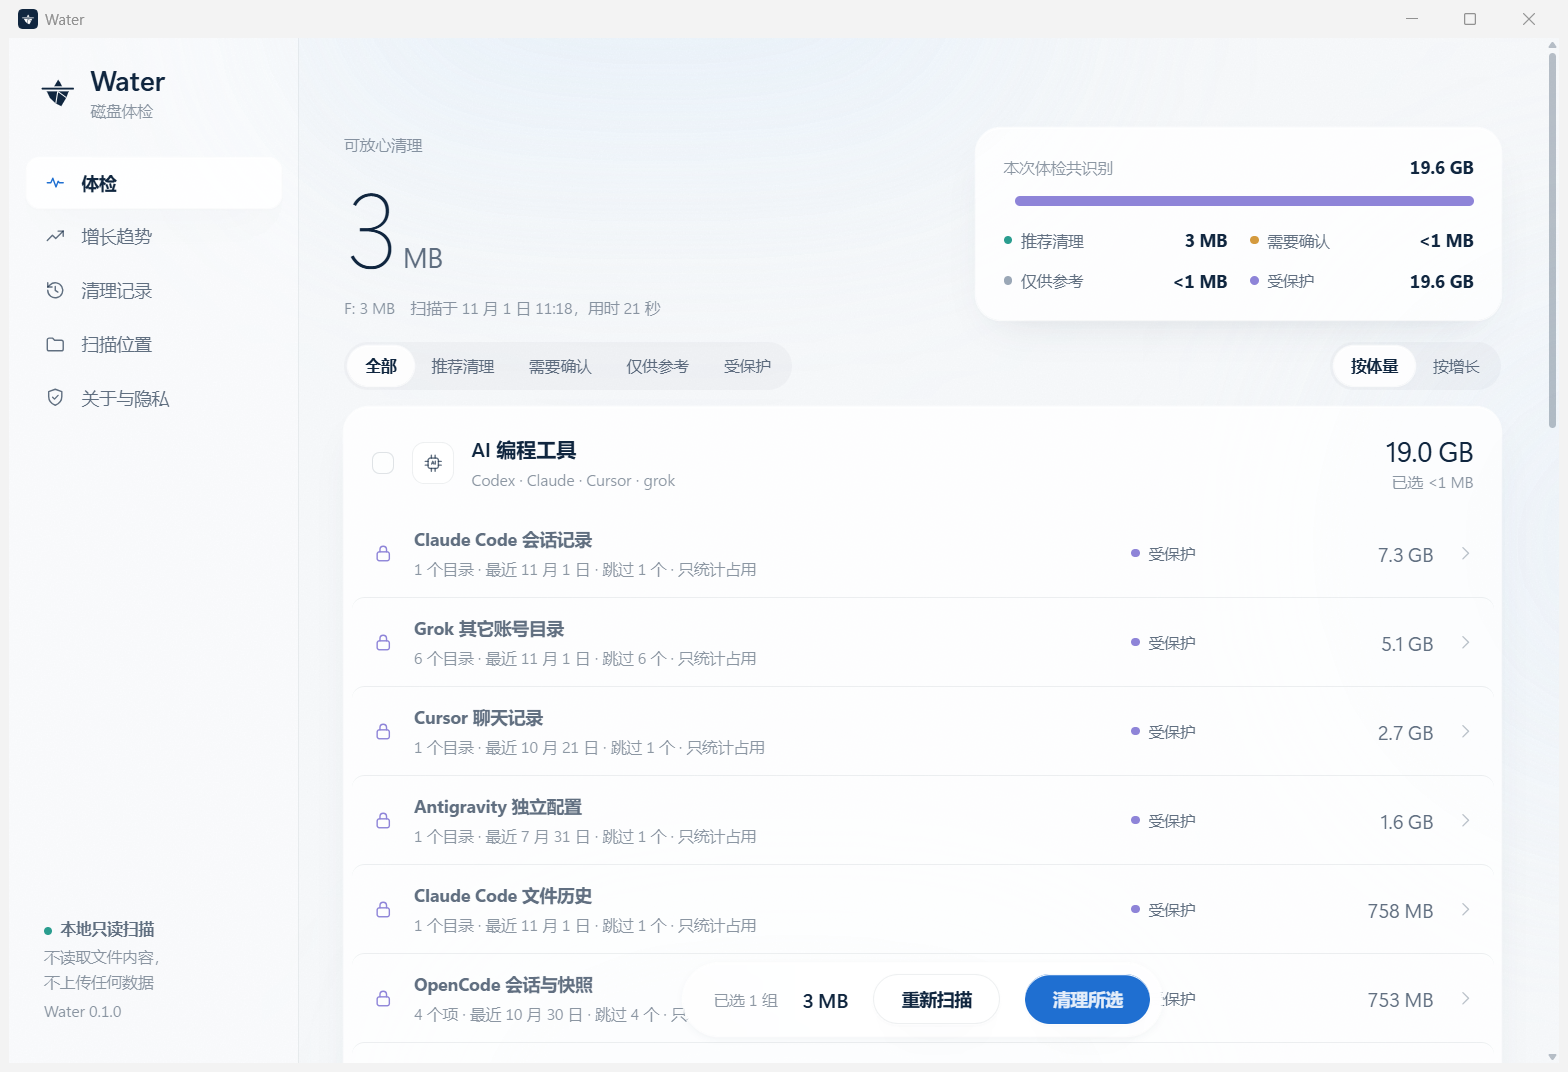 Water
Water
磁盘体检
体检
增长趋势
清理记录
扫描位置
关于与隐私
本地只读扫描
不读取文件内容，
不上传任何数据
Water 0.1.0
可放心清理
3 MB
F: 3 MB 扫描于 11 月 1 日 11:18，用时 21 秒
本次体检共识别 19.6 GB
推荐清理 3 MB 需要确认 <1 MB
仅供参考 <1 MB 受保护 19.6 GB
全部 推荐清理 需要确认 仅供参考 受保护 按体量 按增长
AI 编程工具 19.0 GB
Codex · Claude · Cursor · grok 已选 <1 MB
Claude Code 会话记录
1 个目录 · 最近 11 月 1 日 · 跳过 1 个 · 只统计占用
受保护 7.3 GB
Grok 其它账号目录
6 个目录 · 最近 11 月 1 日 · 跳过 6 个 · 只统计占用
受保护 5.1 GB
Cursor 聊天记录
1 个目录 · 最近 10 月 21 日 · 跳过 1 个 · 只统计占用
受保护 2.7 GB
Antigravity 独立配置
1 个目录 · 最近 7 月 31 日 · 跳过 1 个 · 只统计占用
受保护 1.6 GB
Claude Code 文件历史
1 个目录 · 最近 11 月 1 日 · 跳过 1 个 · 只统计占用
受保护 758 MB
OpenCode 会话与快照
4 个项 · 最近 10 月 30 日 · 跳过 4 个 · 只
保护 753 MB
已选 1 组 3 MB 重新扫描 清理所选